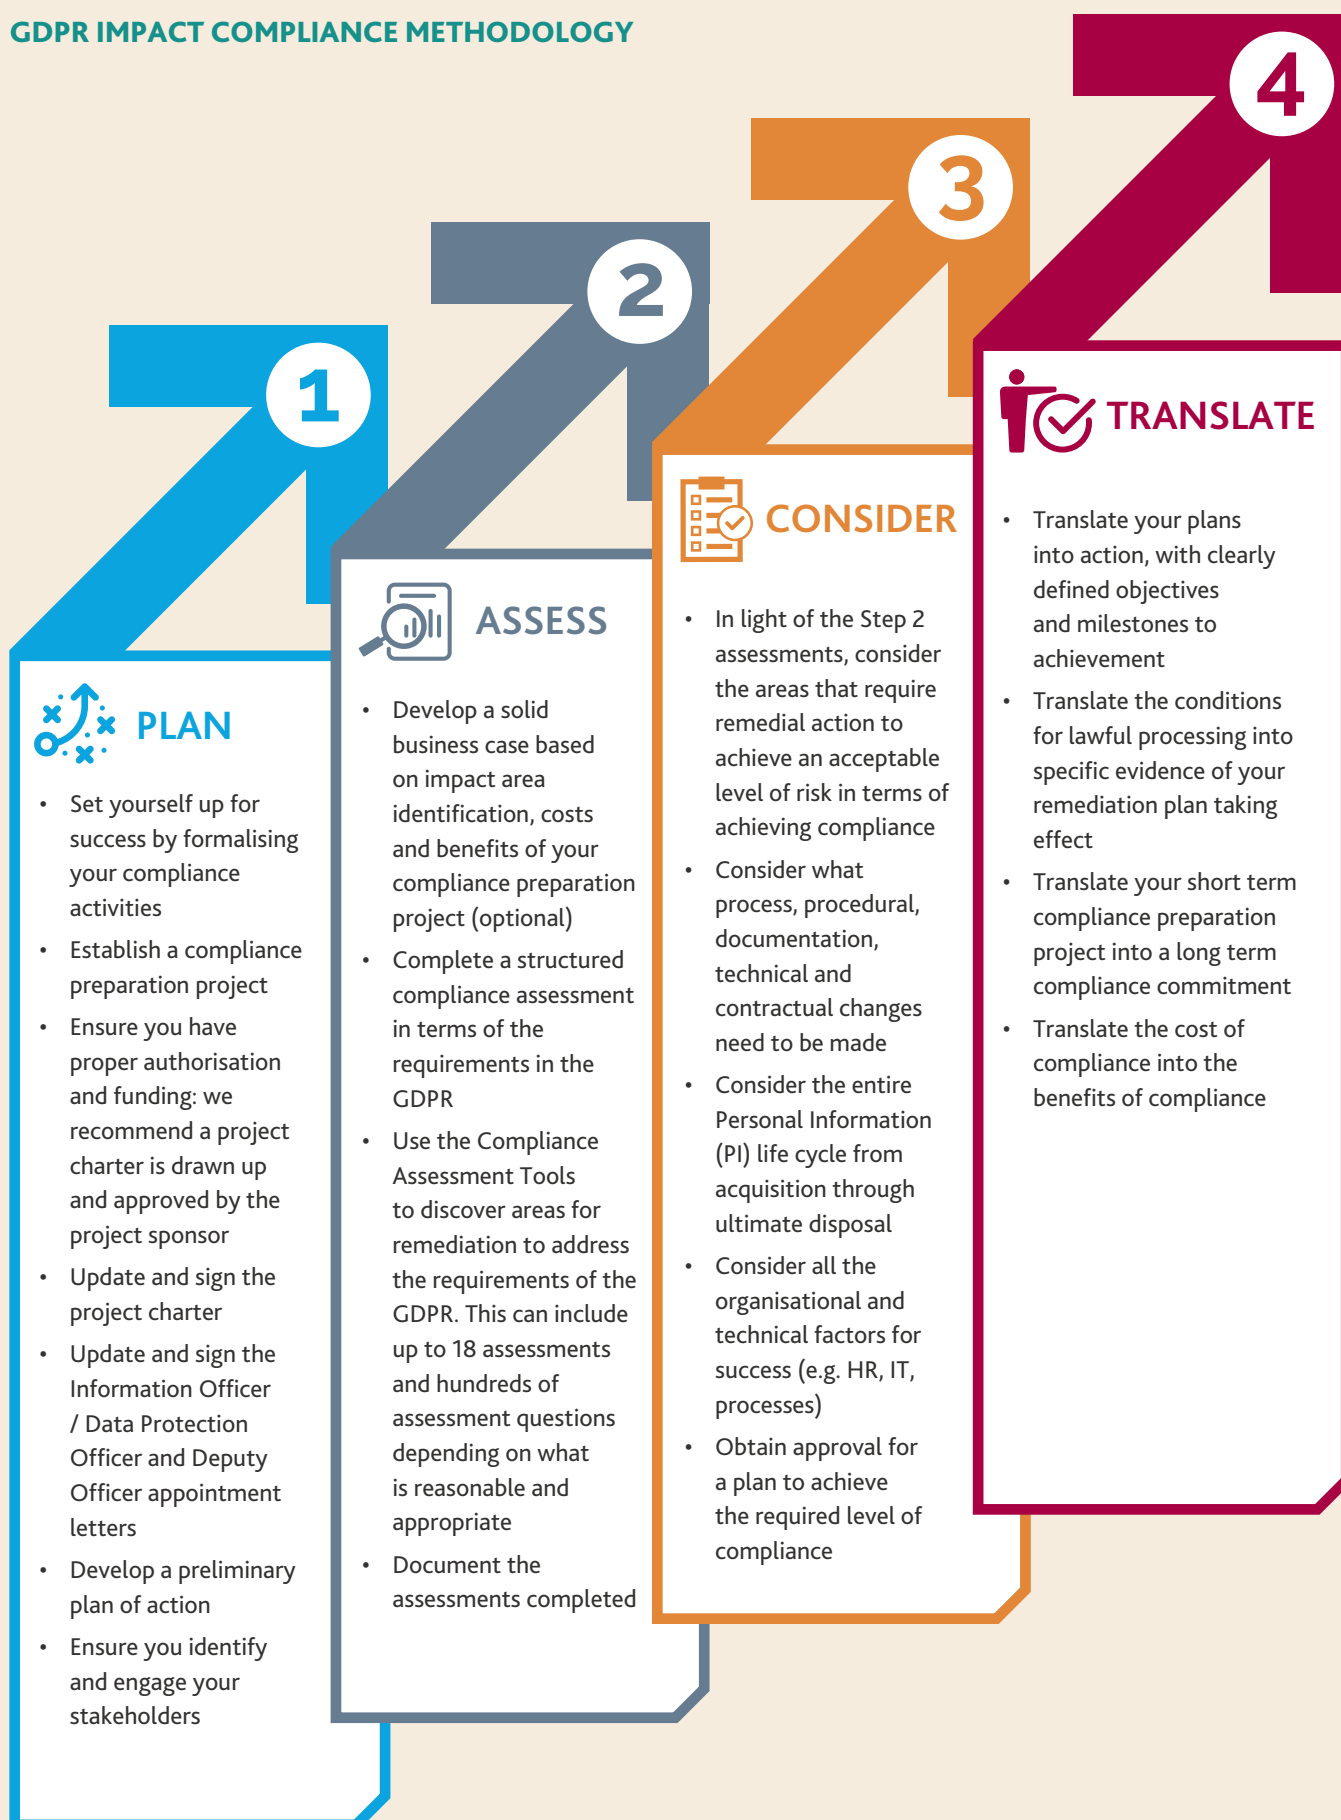 GDPR IMPACT COMPLIANCE METHODOLOGY
1
PLAN
• Set yourself up for
success by formalising
your compliance
activities
• Establish a compliance
preparation project
• Ensure you have
proper authorisation
and funding: we
recommend a project
charter is drawn up
and approved by the
project sponsor
• Update and sign the
project charter
• Update and sign the
Information Officer
/ Data Protection
Officer and Deputy
Officer appointment
letters
• Develop a preliminary
plan of action
• Ensure you identify
and engage your
stakeholders
2
ASSESS
• Develop a solid
business case based
on impact area
identification, costs
and benefits of your
compliance preparation
project (optional)
• Complete a structured
compliance assessment
in terms of the
requirements in the
GDPR
• Use the Compliance
Assessment Tools
to discover areas for
remediation to address
the requirements of the
GDPR. This can include
up to 18 assessments
and hundreds of
assessment questions
depending on what
is reasonable and
appropriate
• Document the
assessments completed
3
CONSIDER
• In light of the Step 2
assessments, consider
the areas that require
remedial action to
achieve an acceptable
level of risk in terms of
achieving compliance
• Consider what
process, procedural,
documentation,
technical and
contractual changes
need to be made
• Consider the entire
Personal Information
(PI) life cycle from
acquisition through
ultimate disposal
• Consider all the
organisational and
technical factors for
success (e.g. HR, IT,
processes)
• Obtain approval for
a plan to achieve
the required level of
compliance
4
TRANSLATE
• Translate your plans
into action, with clearly
defined objectives
and milestones to
achievement
• Translate the conditions
for lawful processing into
specific evidence of your
remediation plan taking
effect
• Translate your short term
compliance preparation
project into a long term
compliance commitment
• Translate the cost of
compliance into the
benefits of compliance